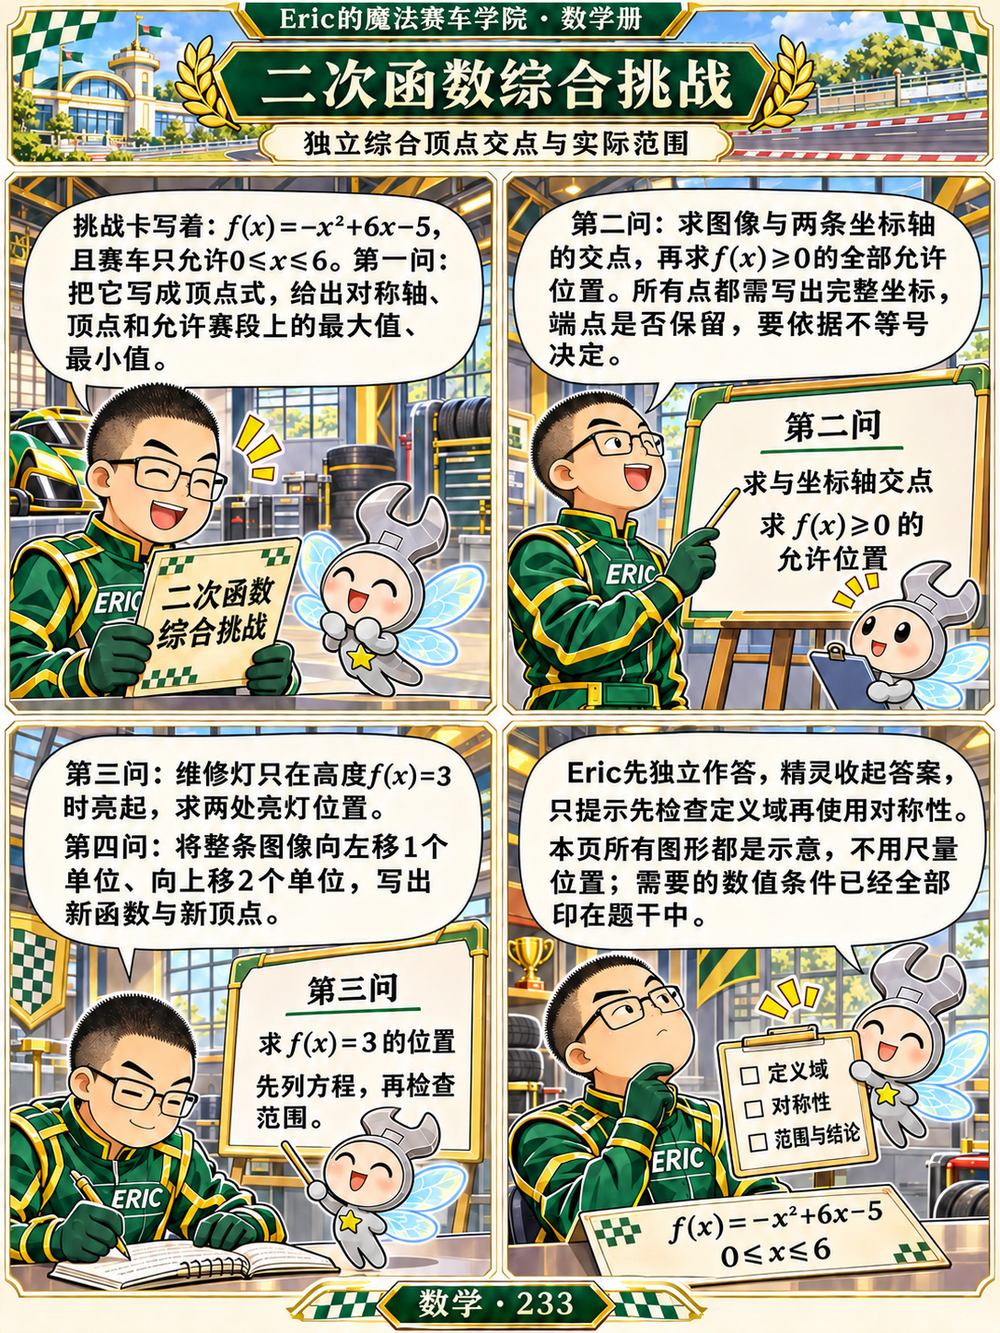 Eric的魔法赛车学院·数学册
二次函数综合挑战
独立综合顶点交点与实际范围
挑战卡写着：f(x)=−x²+6x−5，
且赛车只允许0⩽x⩽6。第一问：
把它写成顶点式，给出对称轴、
顶点和允许赛段上的最大值、
最小值。
ERIC
二次函数
综合挑战
第二问：求图像与两条坐标轴
的交点，再求f(x)⩾0的全部允许
位置。所有点都需写出完整坐标，
端点是否保留，要依据不等号
决定。
第二问
求与坐标轴交点
求 f(x)⩾0 的
允许位置
ERIC
第三问：维修灯只在高度f(x)=3
时亮起，求两处亮灯位置。
第四问：将整条图像向左移1个
单位、向上移2个单位，写出
新函数与新顶点。
第三问
求 f(x)=3 的位置
先列方程，再检查
范围。
ERIC
Eric先独立作答，精灵收起答案，
只提示先检查定义域再使用对称性。
本页所有图形都是示意，不用尺量
位置；需要的数值条件已经全部
印在题干中。
定义域
对称性
范围与结论
ERIC
f(x)=−x²+6x−5
0⩽x⩽6
数学·233